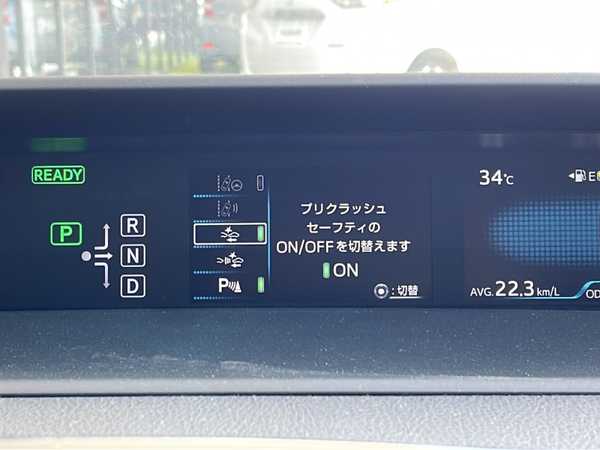 READY
P
R
N
D
P
プリクラッシュ
セーフティの
ON/OFFを切替えます
ON
:切替
34℃
E
AVG.22.3km/L
OD